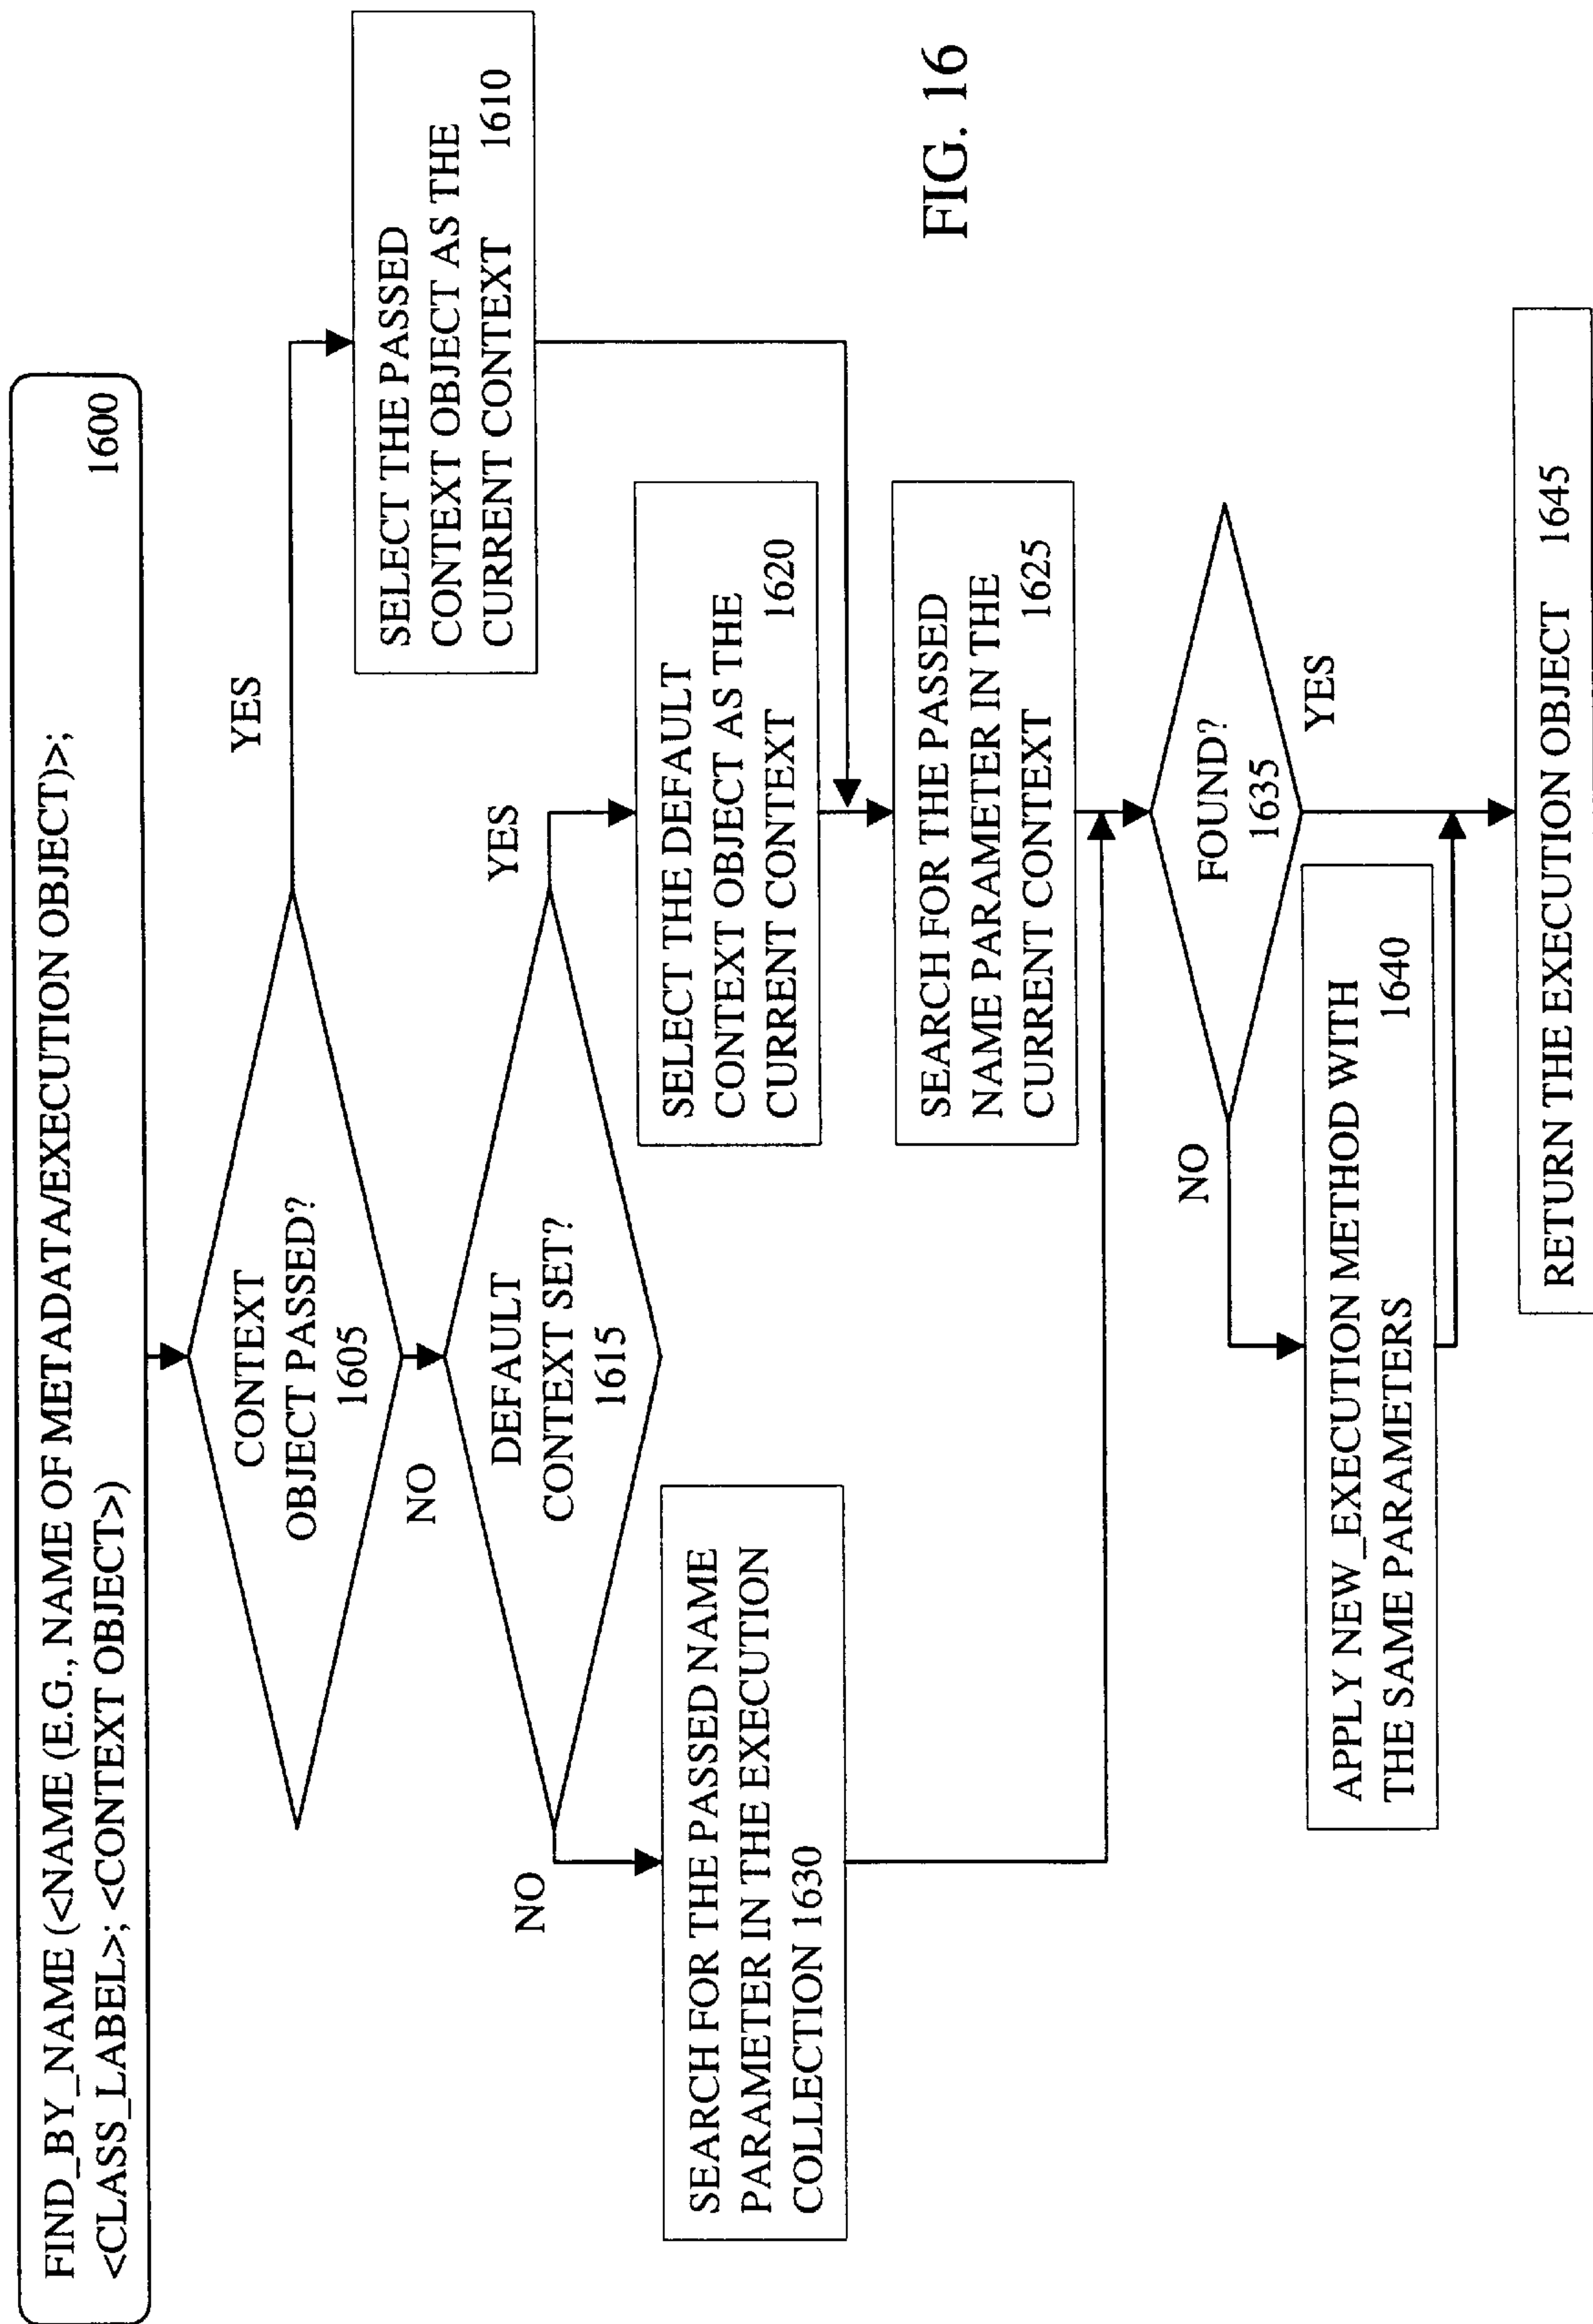 FIND_BY_NAME (<NAME (E.G., NAME OF METADATA/EXECUTION OBJECT)>;
<CLASS_LABEL>; <CONTEXT OBJECT>)
1600
CONTEXT
OBJECT PASSED?
1605
YES
NO
SELECT THE PASSED
CONTEXT OBJECT AS THE
CURRENT CONTEXT 1610
DEFAULT
CONTEXT SET?
1615
YES
NO
SELECT THE DEFAULT
CONTEXT OBJECT AS THE
CURRENT CONTEXT 1620
SEARCH FOR THE PASSED NAME
PARAMETER IN THE EXECUTION
COLLECTION 1630
SEARCH FOR THE PASSED
NAME PARAMETER IN THE
CURRENT CONTEXT 1625
FOUND?
1635
NO
YES
APPLY NEW_EXECUTION METHOD WITH
THE SAME PARAMETERS 1640
RETURN THE EXECUTION OBJECT 1645
FIG. 16